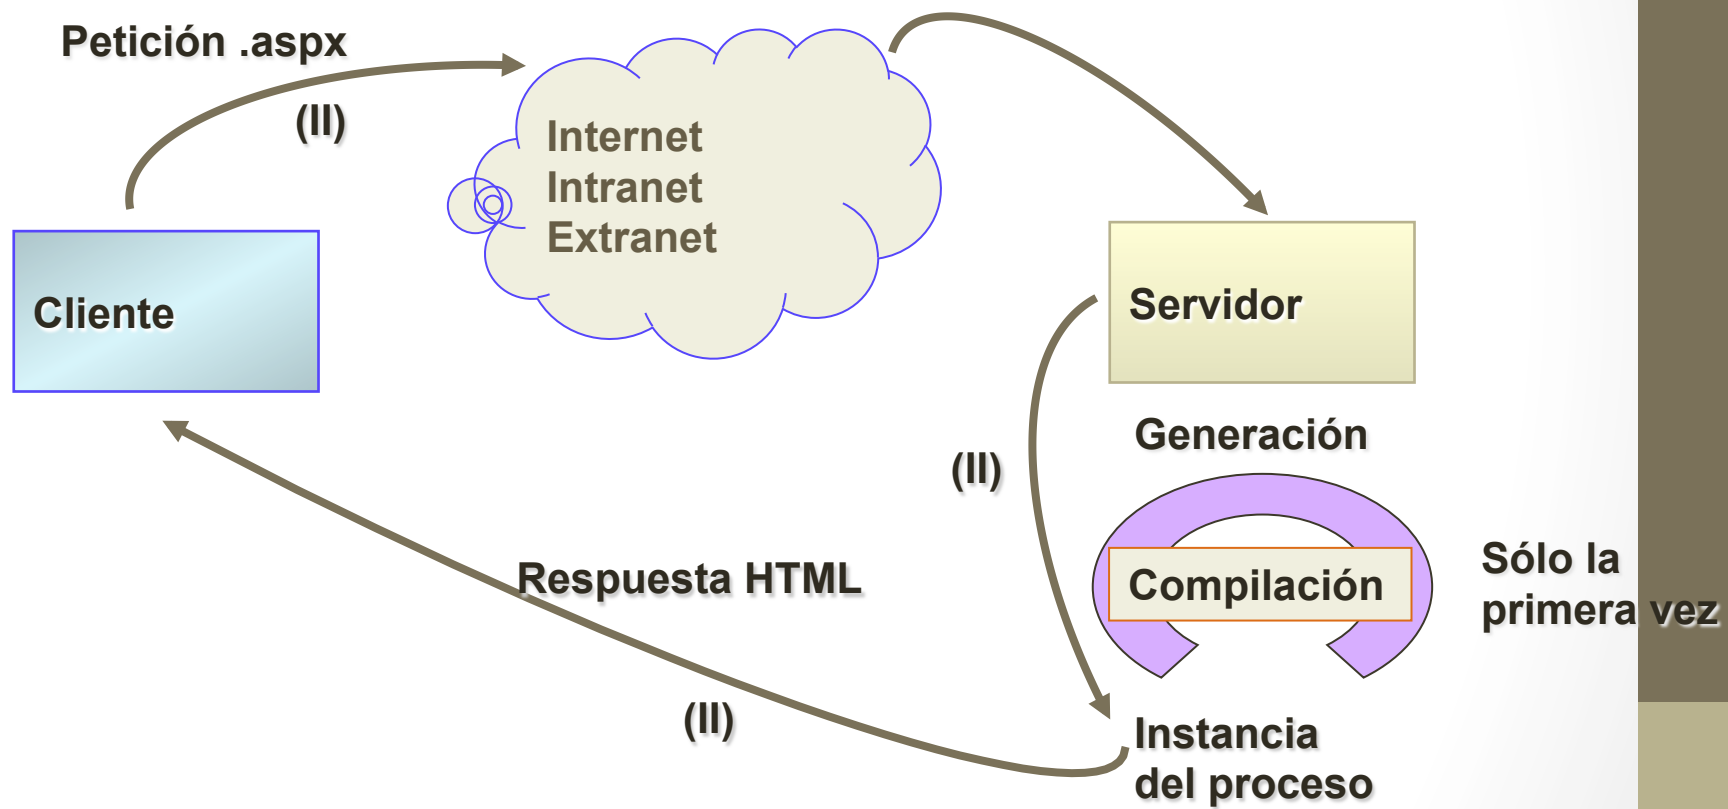 Petición .aspx
(II)
Internet
Intranet
Extranet
Cliente
Servidor
Generación
(II)
Compilación
Sólo la
primera vez
Respuesta HTML
(II)
Instancia
del proceso